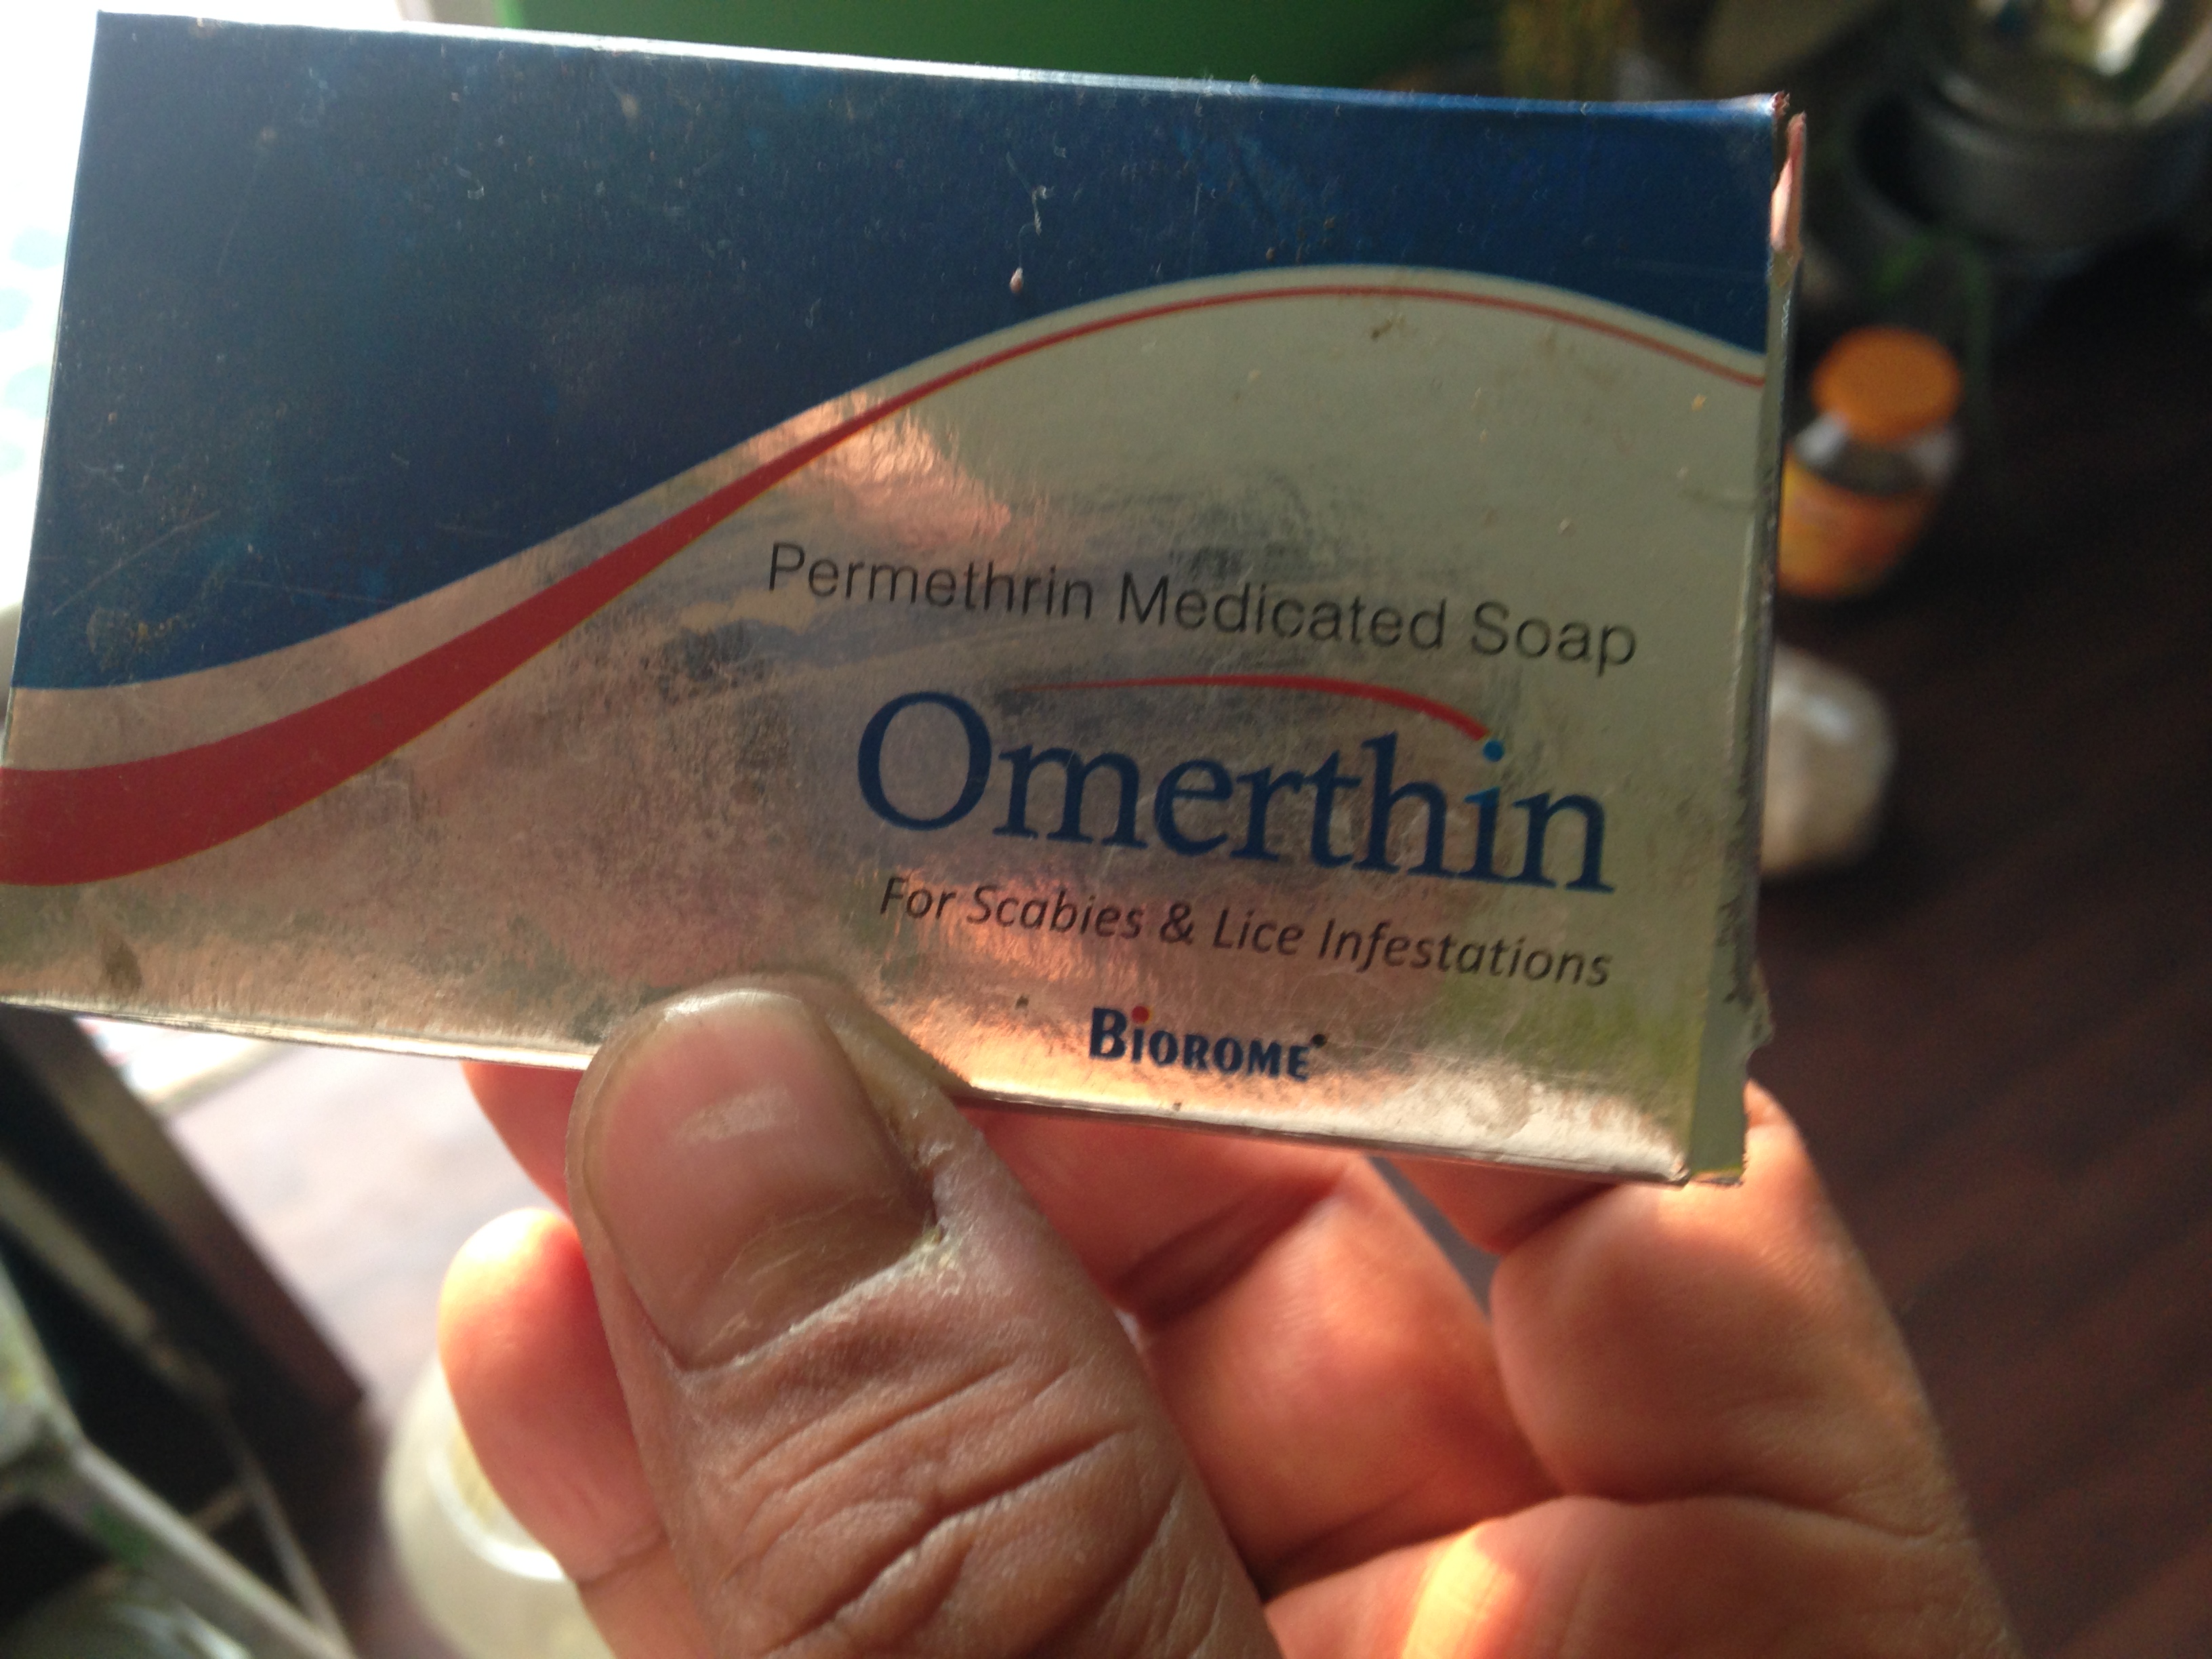 Permethrin Medicated Soap
Omerthin
For Scabies & Lice Infestations
BIOROME